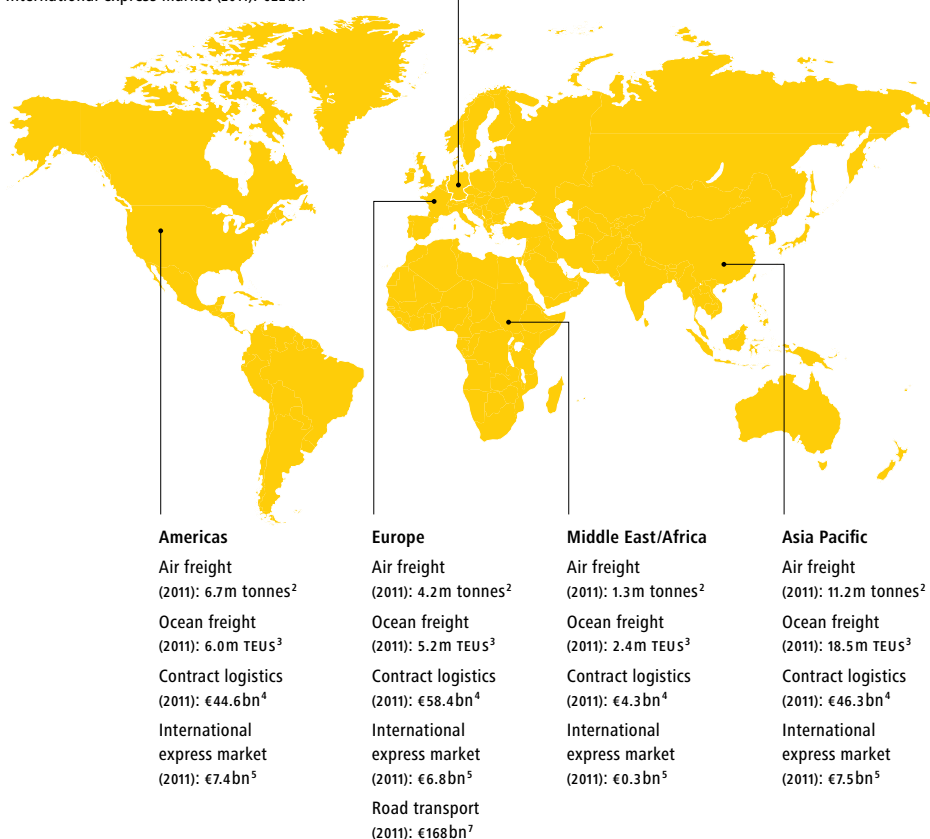 International express market (2011): €22bn
Americas
Air freight
(2011): 6.7m tonnes²
Ocean freight
(2011): 6.0m TEUs³
Contract logistics
(2011): €44.6bn⁴
International
express market
(2011): €7.4bn⁵
Europe
Air freight
(2011): 4.2m tonnes²
Ocean freight
(2011): 5.2m TEUs³
Contract logistics
(2011): €58.4bn⁴
International
express market
(2011): €6.8bn⁵
Road transport
(2011): €168bn⁷
Middle East/Africa
Air freight
(2011): 1.3m tonnes²
Ocean freight
(2011): 2.4m TEUs³
Contract logistics
(2011): €4.3bn⁴
International
express market
(2011): €0.3bn⁵
Asia Pacific
Air freight
(2011): 11.2m tonnes²
Ocean freight
(2011): 18.5m TEUs³
Contract logistics
(2011): €46.3bn⁴
International
express market
(2011): €7.5bn⁵